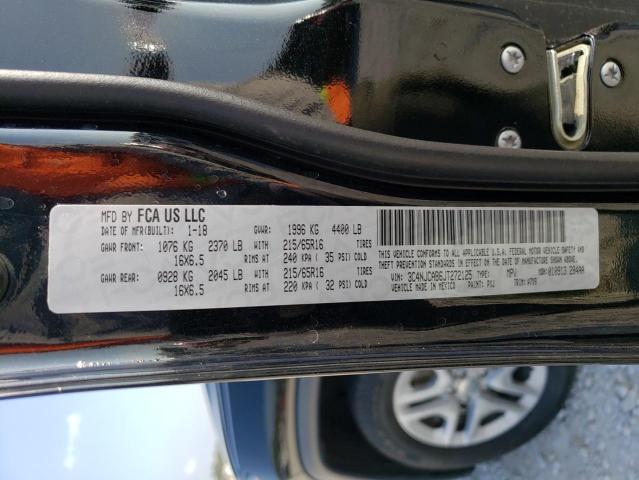 MFD BY FCA US LLC
DATE OF MFR(BUILT): 1-18 GVWR: 1996 KG 4400 LB
GAWR FRONT: 1076 KG 2370 LB WITH 215/65R16 TIRES
16X6.5 RIMS AT 240 KPA ( 35 PSI) COLD
GAWR REAR: 0928 KG 2045 LB WITH 215/65R16 TIRES
16X6.5 RIMS AT 220 KPA ( 32 PSI) COLD
THIS VEHICLE CONFORMS TO ALL APPLICABLE U.S.A. FEDERAL MOTOR VEHICLE SAFETY AND
THEFT PREVENTION STANDARDS IN EFFECT ON THE DATE OF MANUFACTURE SHOWN ABOVE.
VIN: 3C4NJCAB6JT272125 TYPE: MPV
VEHICLE MADE IN MEXICO PAINT: TRIM: